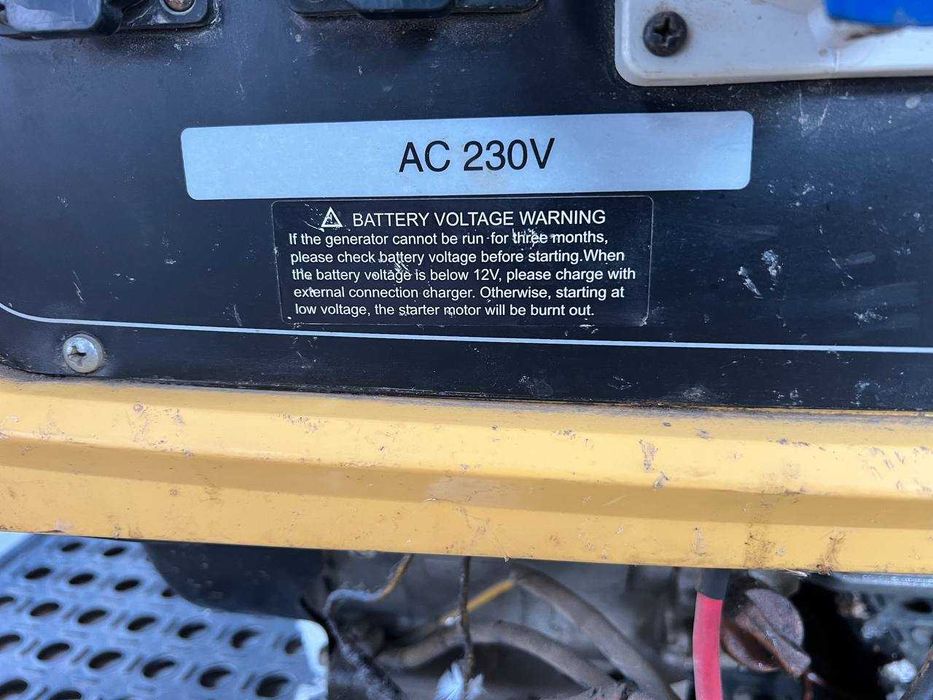 AC 230V
BATTERY VOLTAGE WARNING
If the generator cannot be run for three months,
please check battery voltage before starting.When
the battery voltage is below 12V, please charge with
external connection charger. Otherwise, starting at
low voltage, the starter motor will be burnt out.